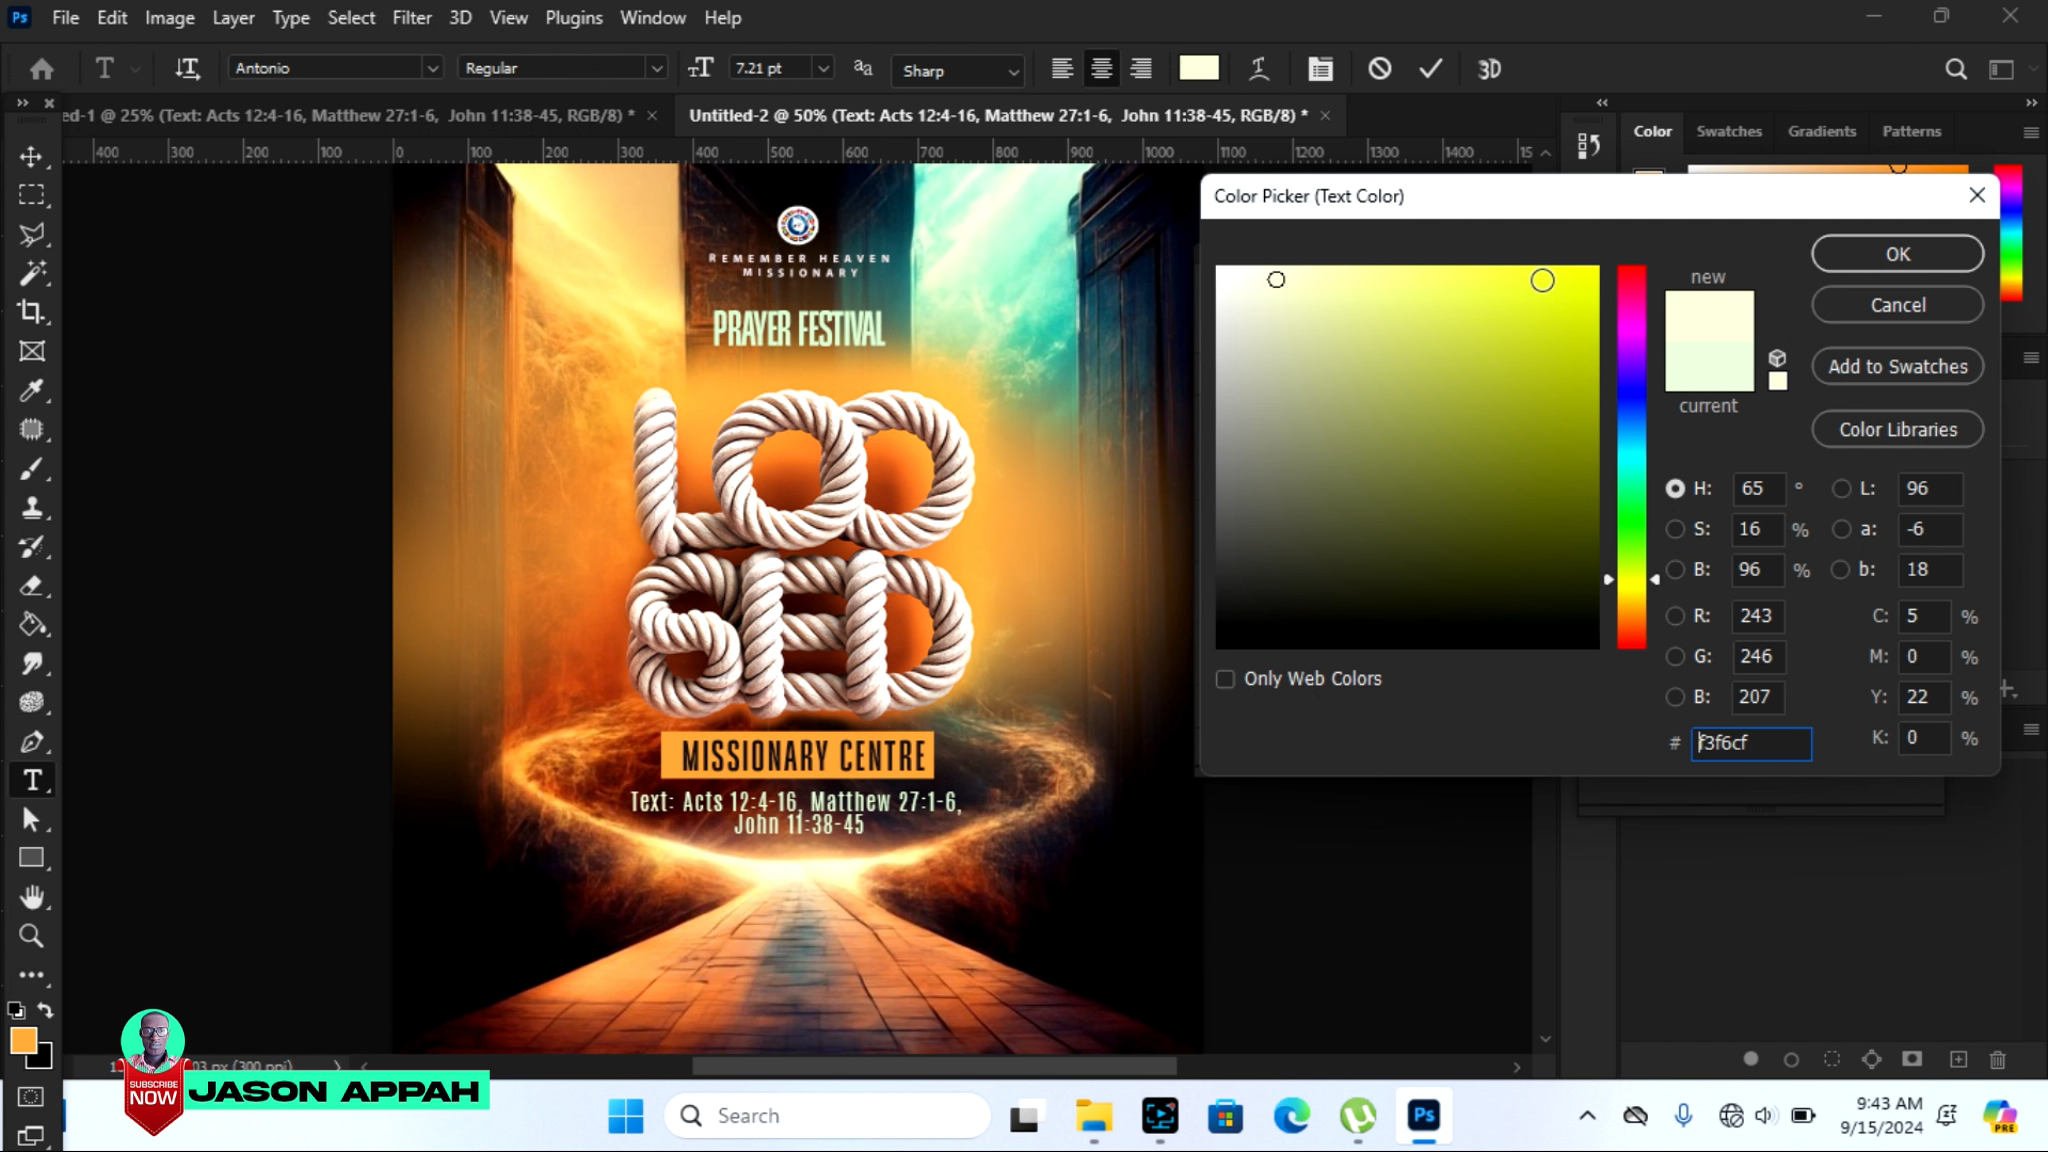 Ps File Edit Image Layer Type Select Filter 3D View Plugins Window Help
Antonio Regular 7.21 pt Sharp 3D
ed-1 @ 25% (Text: Acts 12:4-16, Matthew 27:1-6, John 11:38-45, RGB/8) *
Untitled-2 @ 50% (Text: Acts 12:4-16, Matthew 27:1-6, John 11:38-45, RGB/8) *
Color Swatches Gradients Patterns
400 300 200 100 0 100 200 300 400 500 600 700 800 900 1000 1100 1200 1300 1400 15
REMEMBER HEAVEN
MISSIONARY
PRAYER FESTIVAL
LOO
SED
MISSIONARY CENTRE
Text: Acts 12:4-16, Matthew 27:1-6,
John 11:38-45
Color Picker (Text Color)
new
current
OK
Cancel
Add to Swatches
Color Libraries
H: 65 ° L: 96
S: 16 % a: -6
B: 96 % b: 18
R: 243 C: 5 %
G: 246 M: 0 %
B: 207 Y: 22 %
# f3f6cf K: 0 %
Only Web Colors
px (300 ppi)
SUBSCRIBE
NOW
JASON APPAH
Search
Ps
PRE
9:43 AM
9/15/2024